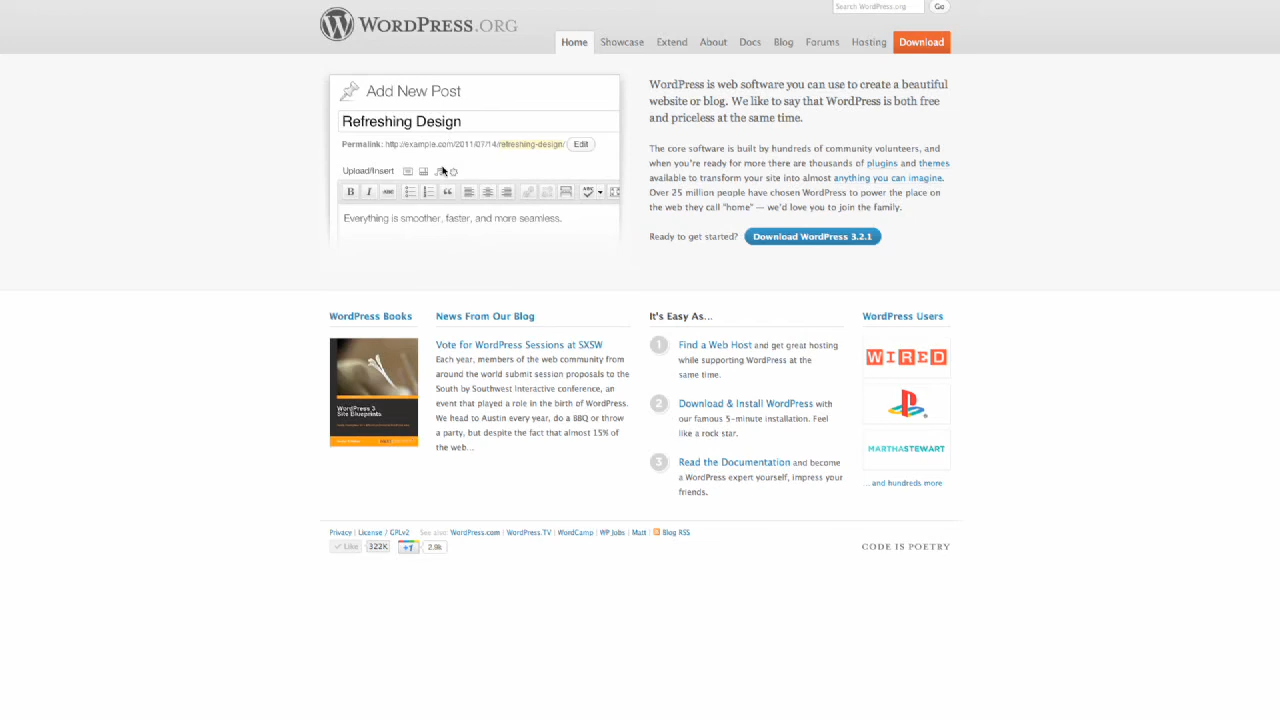 Search WordPress.org
Go
WORDPRESS.ORG
Home
Showcase
Extend
About
Docs
Blog
Forums
Hosting
Download
Add New Post
Refreshing Design
Permalink: http://example.com/2011/07/14/refreshing-design/
Edit
Upload/Insert
B
I
ABC
ABC
Everything is smoother, faster, and more seamless.
WordPress is web software you can use to create a beautiful
website or blog. We like to say that WordPress is both free
and priceless at the same time.
The core software is built by hundreds of community volunteers, and
when you're ready for more there are thousands of plugins and themes
available to transform your site into almost anything you can imagine.
Over 25 million people have chosen WordPress to power the place on
the web they call "home" — we'd love you to join the family.
Ready to get started?
Download WordPress 3.2.1
WordPress Books
WordPress 3
Site Blueprints
News From Our Blog
Vote for WordPress Sessions at SXSW
Each year, members of the web community from
around the world submit session proposals to the
South by Southwest Interactive conference, an
event that played a role in the birth of WordPress.
We head to Austin every year, do a BBQ or throw
a party, but despite the fact that almost 15% of
the web...
It's Easy As...
1
Find a Web Host and get great hosting
while supporting WordPress at the
same time.
2
Download & Install WordPress with
our famous 5-minute installation. Feel
like a rock star.
3
Read the Documentation and become
a WordPress expert yourself, impress your
friends.
WordPress Users
WIRED
MARTHASTEWART
... and hundreds more
Privacy | License / GPLv2 See also: WordPress.com | WordPress.TV | WordCamp | WP Jobs | Matt | Blog RSS
Like
322K
+1
2.9k
CODE IS POETRY